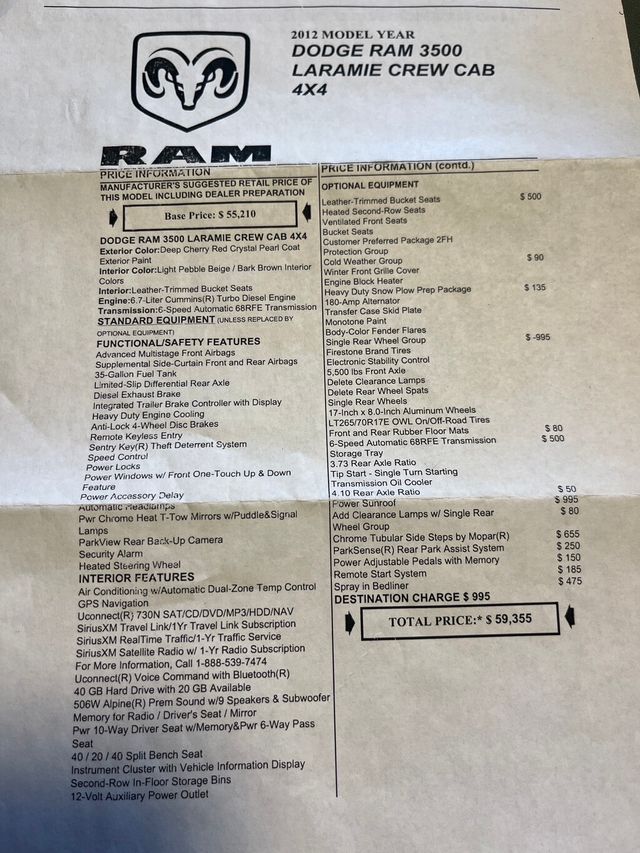 2012 MODEL YEAR
DODGE RAM 3500
LARAMIE CREW CAB
4X4
RAM
PRICE INFORMATION
MANUFACTURER'S SUGGESTED RETAIL PRICE OF
THIS MODEL INCLUDING DEALER PREPARATION
Base Price: $ 55,210
DODGE RAM 3500 LARAMIE CREW CAB 4X4
Exterior Color:Deep Cherry Red Crystal Pearl Coat
Exterior Paint
Interior Color:Light Pebble Beige / Bark Brown Interior
Colors
Interior:Leather-Trimmed Bucket Seats
Engine:6.7-Liter Cummins(R) Turbo Diesel Engine
Transmission:6-Speed Automatic 68RFE Transmission
STANDARD EQUIPMENT (UNLESS REPLACED BY
OPTIONAL EQUIPMENT)
FUNCTIONAL/SAFETY FEATURES
Advanced Multistage Front Airbags
Supplemental Side-Curtain Front and Rear Airbags
35-Gallon Fuel Tank
Limited-Slip Differential Rear Axle
Diesel Exhaust Brake
Integrated Trailer Brake Controller with Display
Heavy Duty Engine Cooling
Anti-Lock 4-Wheel Disc Brakes
Remote Keyless Entry
Sentry Key(R) Theft Deterrent System
Speed Control
Power Locks
Power Windows w/ Front One-Touch Up & Down
Feature
Power Accessory Delay
Automatic Headlamps
Pwr Chrome Heat T-Tow Mirrors w/Puddle&Signal
Lamps
ParkView Rear Back-Up Camera
Security Alarm
Heated Steering Wheel
INTERIOR FEATURES
Air Conditioning w/Automatic Dual-Zone Temp Control
GPS Navigation
Uconnect(R) 730N SAT/CD/DVD/MP3/HDD/NAV
SiriusXM Travel Link/1Yr Travel Link Subscription
SiriusXM RealTime Traffic/1-Yr Traffic Service
SiriusXM Satellite Radio w/ 1-Yr Radio Subscription
For More Information, Call 1-888-539-7474
Uconnect(R) Voice Command with Bluetooth(R)
40 GB Hard Drive with 20 GB Available
506W Alpine(R) Prem Sound w/9 Speakers & Subwoofer
Memory for Radio / Driver's Seat / Mirror
Pwr 10-Way Driver Seat w/Memory&Pwr 6-Way Pass
Seat
40 / 20 / 40 Split Bench Seat
Instrument Cluster with Vehicle Information Display
Second-Row In-Floor Storage Bins
12-Volt Auxiliary Power Outlet
PRICE INFORMATION (contd.)
OPTIONAL EQUIPMENT
Leather-Trimmed Bucket Seats $ 500
Heated Second-Row Seats
Ventilated Front Seats
Bucket Seats
Customer Preferred Package 2FH
Protection Group
Cold Weather Group $ 90
Winter Front Grille Cover
Engine Block Heater
Heavy Duty Snow Plow Prep Package $ 135
180-Amp Alternator
Transfer Case Skid Plate
Monotone Paint
Body-Color Fender Flares
Single Rear Wheel Group $ -995
Firestone Brand Tires
Electronic Stability Control
5,500 lbs Front Axle
Delete Clearance Lamps
Delete Rear Wheel Spats
Single Rear Wheels
17-Inch x 8.0-Inch Aluminum Wheels
LT265/70R17E OWL On/Off-Road Tires
Front and Rear Rubber Floor Mats $ 80
6-Speed Automatic 68RFE Transmission $ 500
Storage Tray
3.73 Rear Axle Ratio
Tip Start - Single Turn Starting
Transmission Oil Cooler
4.10 Rear Axle Ratio $ 50
Power Sunroof $ 995
Add Clearance Lamps w/ Single Rear $ 80
Wheel Group
Chrome Tubular Side Steps by Mopar(R) $ 655
ParkSense(R) Rear Park Assist System $ 250
Power Adjustable Pedals with Memory $ 150
Remote Start System $ 185
Spray in Bedliner $ 475
DESTINATION CHARGE $ 995
TOTAL PRICE:* $ 59,355